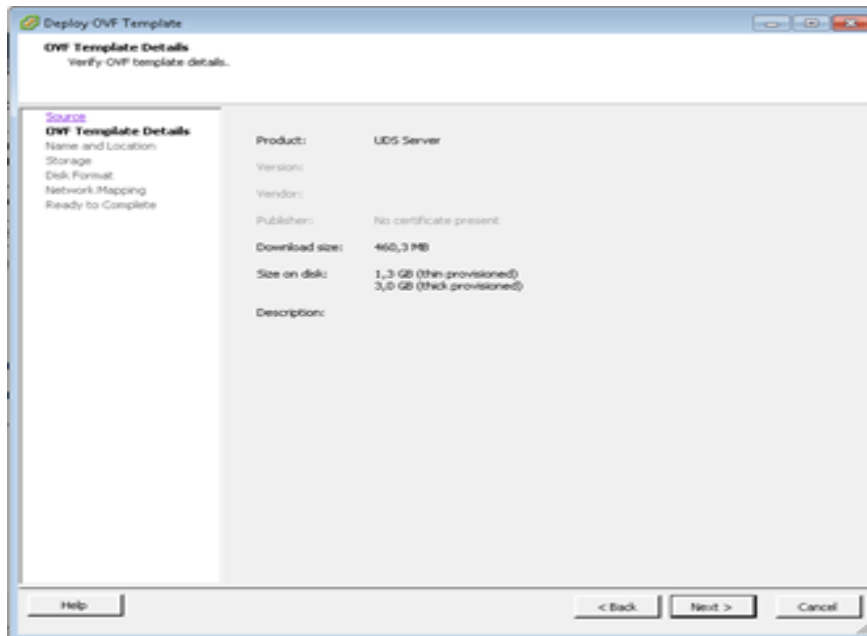 Deploy OVF Template
OVF Template Details
Verify OVF template details.
Source
OVF Template Details
Name and Location
Storage
Disk Format
Network Mapping
Ready to Complete
Product: UDS Server
Version:
Vendor:
Publisher: No certificate present
Download size: 460,3 MB
Size on disk: 1,3 GB (thin provisioned)
3,0 GB (thick provisioned)
Description:
Help < Back Next > Cancel